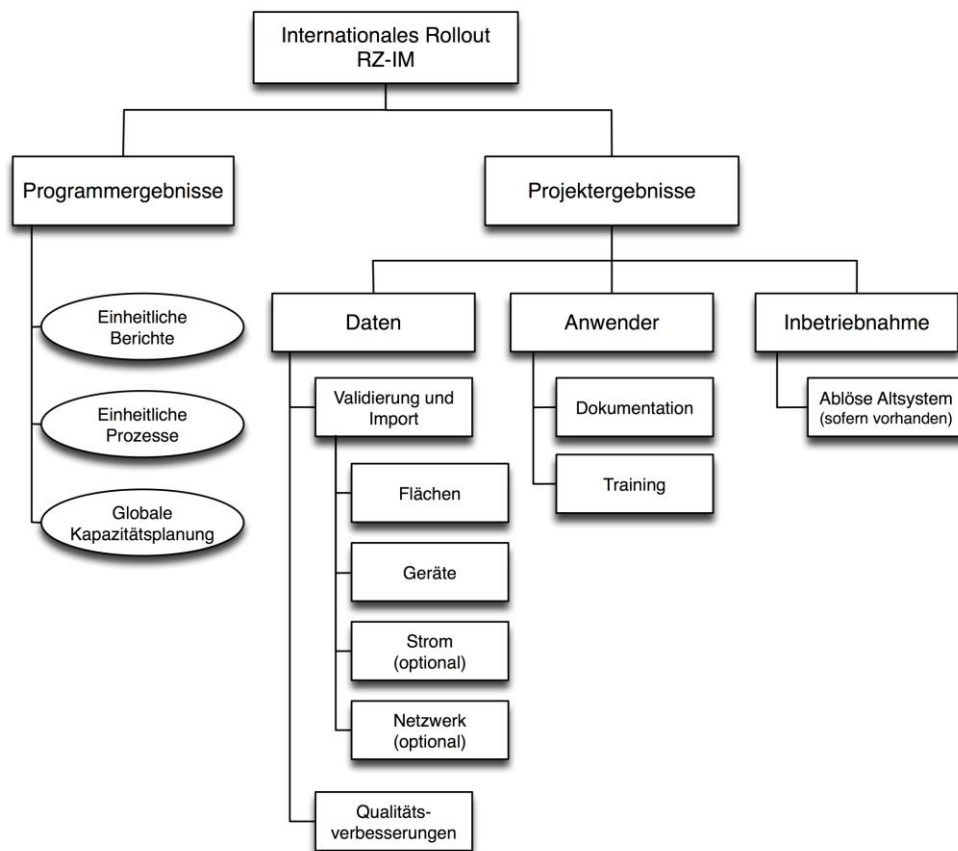 Internationales Rollout
RZ-IM
Programmergebnisse
Projektergebnisse
Einheitliche
Berichte
Einheitliche
Prozesse
Globale
Kapazitätsplanung
Daten
Anwender
Inbetriebnahme
Validierung und
Import
Flächen
Geräte
Strom
(optional)
Netzwerk
(optional)
Qualitäts-
verbesserungen
Dokumentation
Training
Ablöse Altsystem
(sofern vorhanden)